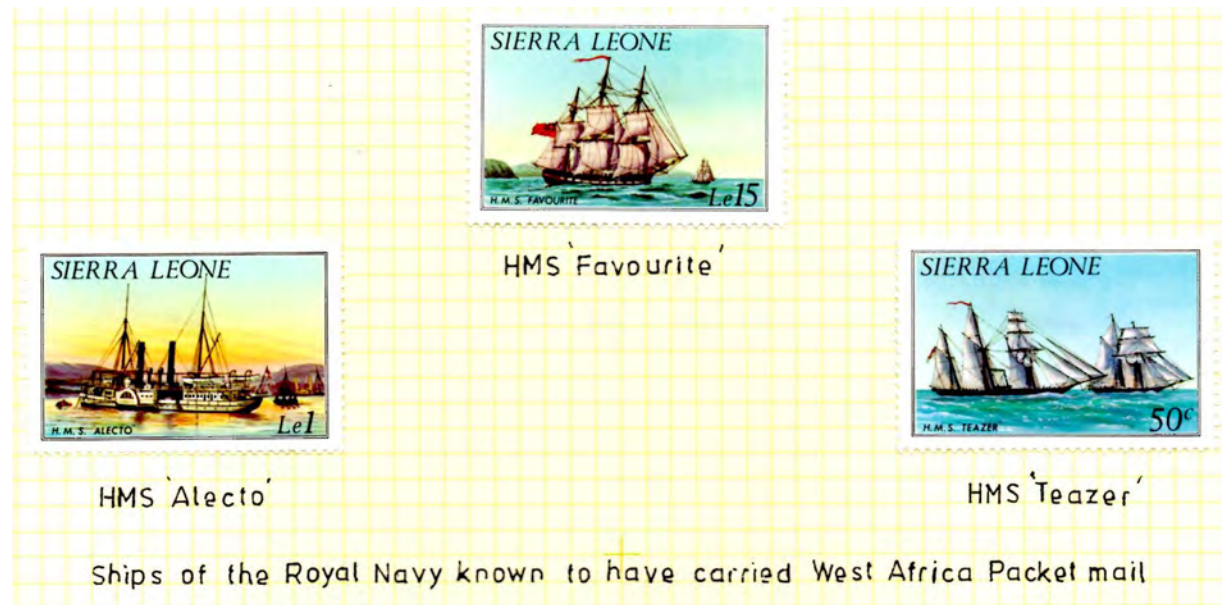 SIERRA LEONE
H.M.S. FAVOURITE Le15
HMS 'Favourite'
SIERRA LEONE
H.M.S. ALECTO Le1
HMS 'Alecto'
SIERRA LEONE
H.M.S. TEAZER 50c
HMS 'Teazer'
Ships of the Royal Navy known to have carried West Africa Packet mail